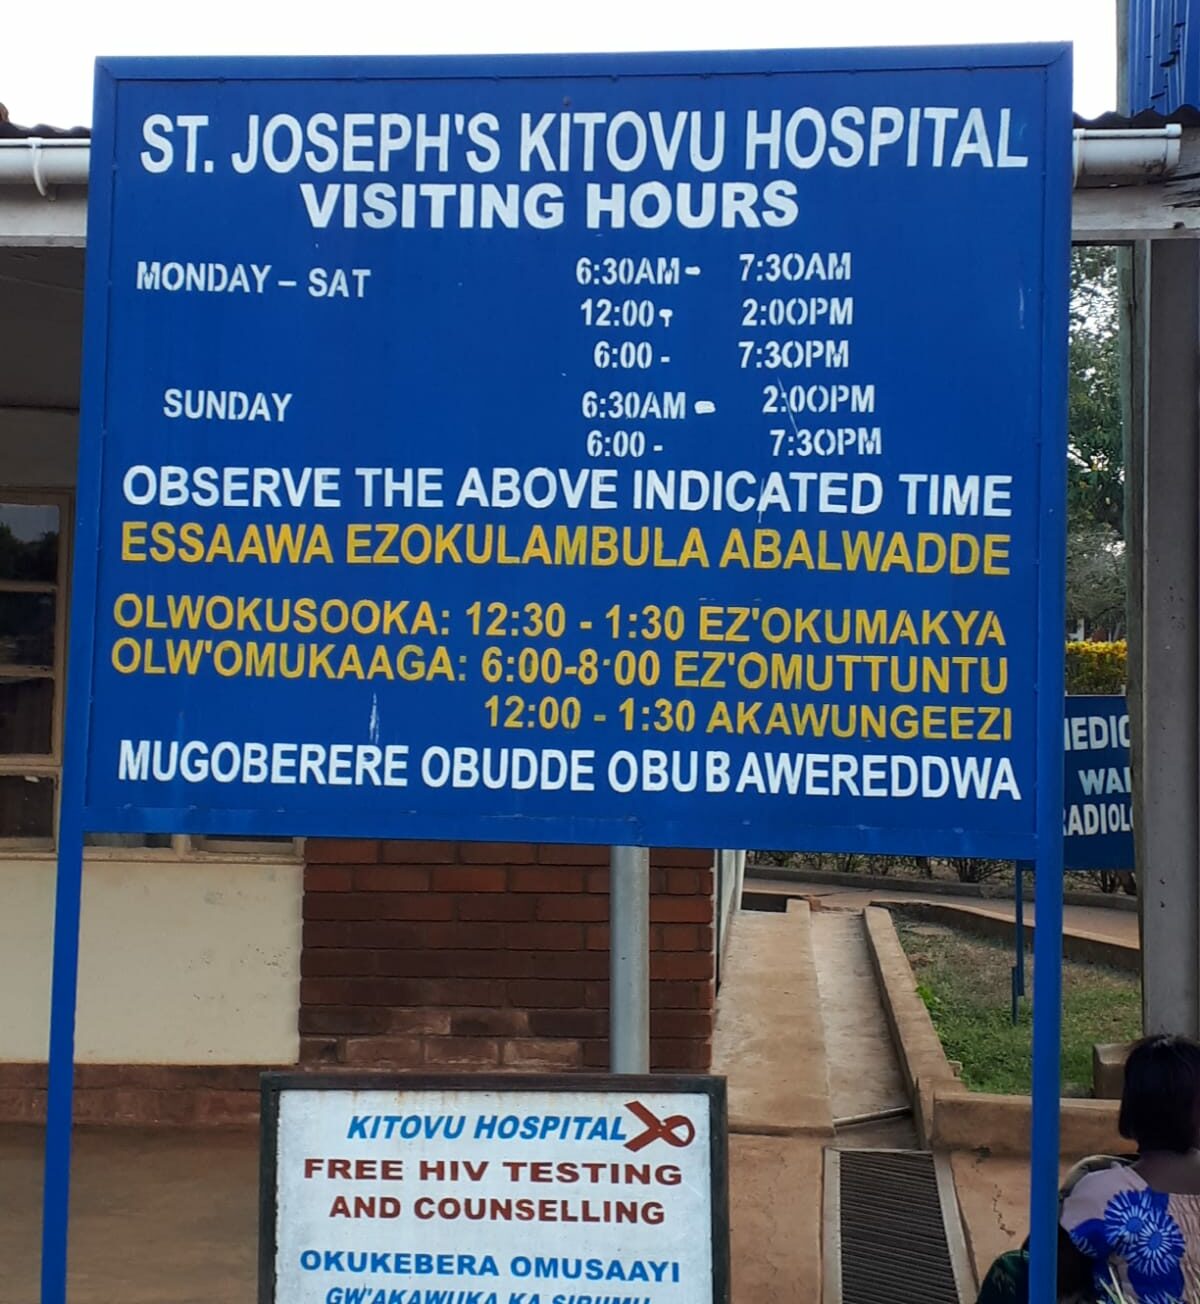 ST. JOSEPH'S KITOVU HOSPITAL
VISITING HOURS
MONDAY – SAT 6:30AM- 7:30AM
12:00- 2:00PM
6:00 - 7:30PM
SUNDAY 6:30AM - 2:00PM
6:00 - 7:30PM
OBSERVE THE ABOVE INDICATED TIME
ESSAAWA EZOKULAMBULA ABALWADDE
OLWOKUSOOKA: 12:30 - 1:30 EZ'OKUMAKYA
OLW'OMUKAAGA: 6:00-8:00 EZ'OMUTTUNTU
12:00 - 1:30 AKAWUNGEEZI
MUGOBERERE OBUDDE OBUBAWEREDDWA
KITOVU HOSPITAL
FREE HIV TESTING
AND COUNSELLING
OKUKEBERA OMUSAAYI
GW'AKAWUKA KA